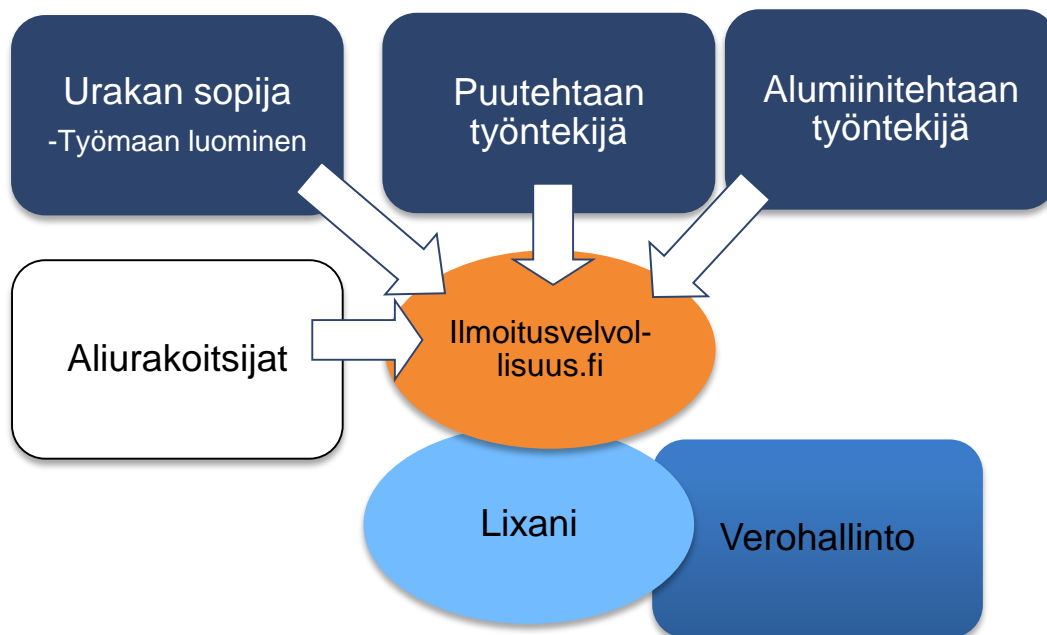 Urakan sopija
-Työmaan luominen
Puutehtaan
työntekijä
Alumiinitehtaan
työntekijä
Aliurakoitsijat
Ilmoitusvelvol-
lisuus.fi
Lixani
Verohallinto